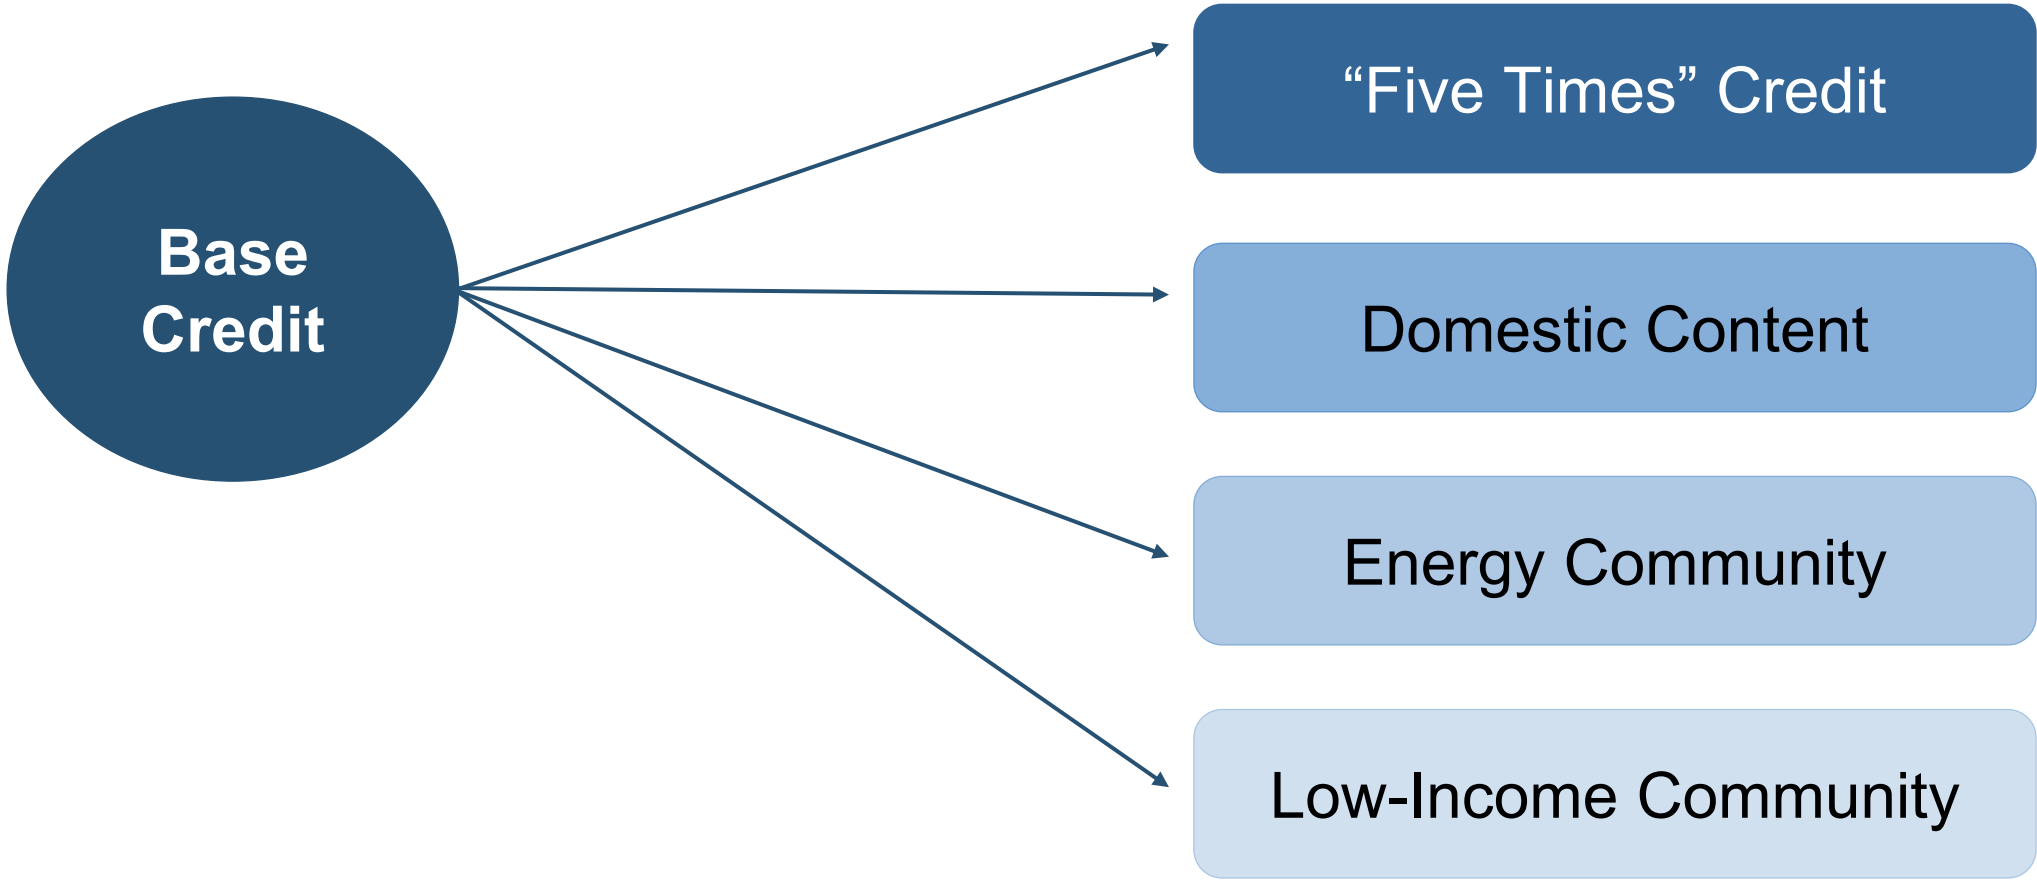 Base
Credit
“Five Times” Credit
Domestic Content
Energy Community
Low-Income Community